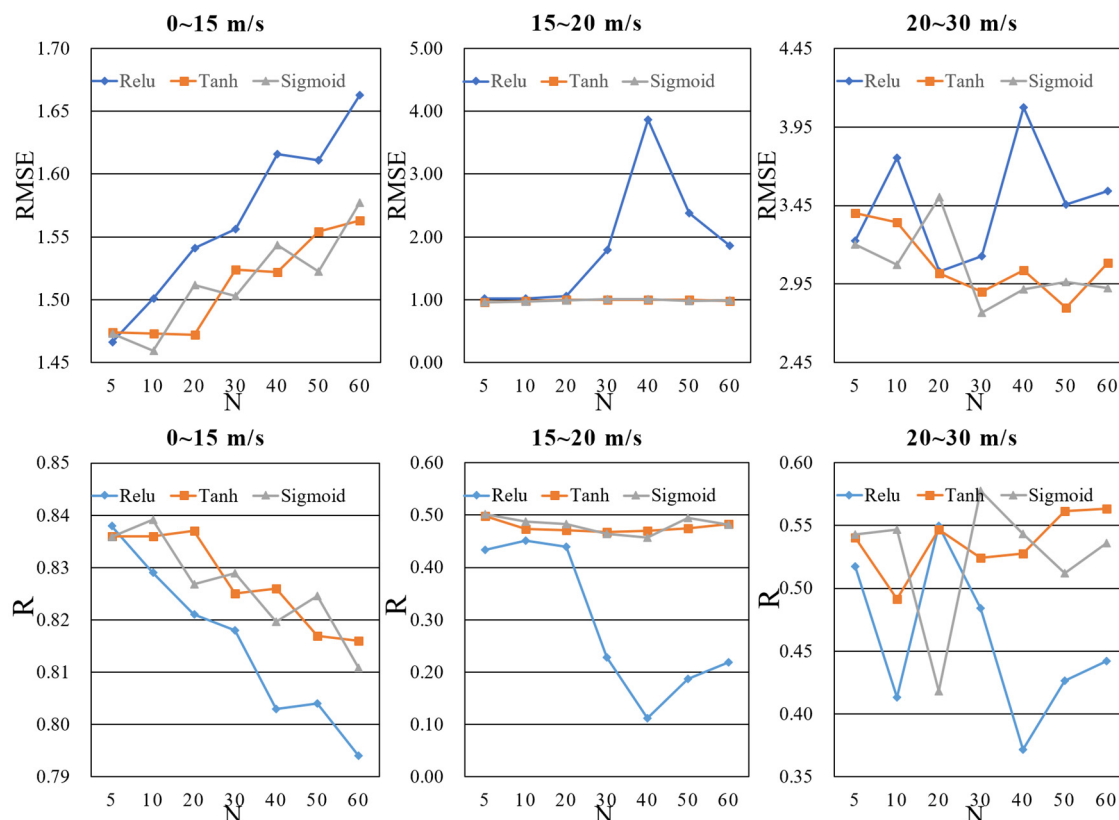 0~15 m/s
RMSE
1.70
1.65
1.60
1.55
1.50
1.45
Relu Tanh Sigmoid
5 10 20 30 40 50 60
N
15~20 m/s
RMSE
5.00
4.00
3.00
2.00
1.00
0.00
Relu Tanh Sigmoid
5 10 20 30 40 50 60
N
20~30 m/s
RMSE
4.45
3.95
3.45
2.95
2.45
Relu Tanh Sigmoid
5 10 20 30 40 50 60
N
0~15 m/s
R
0.85
0.84
0.83
0.82
0.81
0.80
0.79
Relu Tanh Sigmoid
5 10 20 30 40 50 60
N
15~20 m/s
R
0.60
0.50
0.40
0.30
0.20
0.10
0.00
Relu Tanh Sigmoid
5 10 20 30 40 50 60
N
20~30 m/s
R
0.60
0.55
0.50
0.45
0.40
0.35
Relu Tanh Sigmoid
5 10 20 30 40 50 60
N